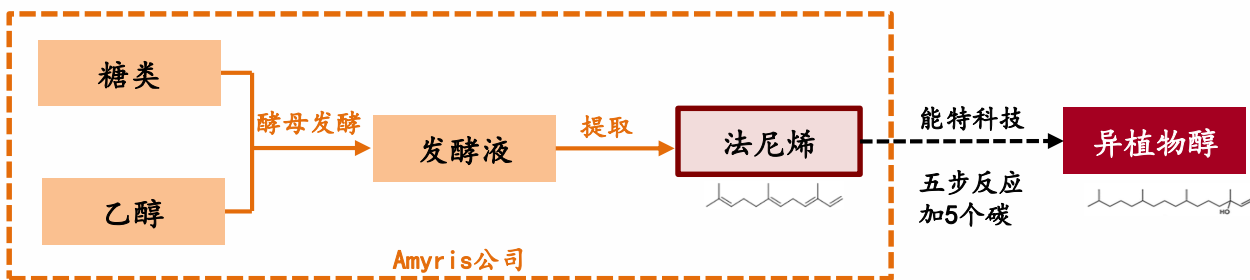 糖类
乙醇
酵母发酵
发酵液
提取
法尼烯
能特科技
五步反应
加5个碳
异植物醇
HO
Amyris公司